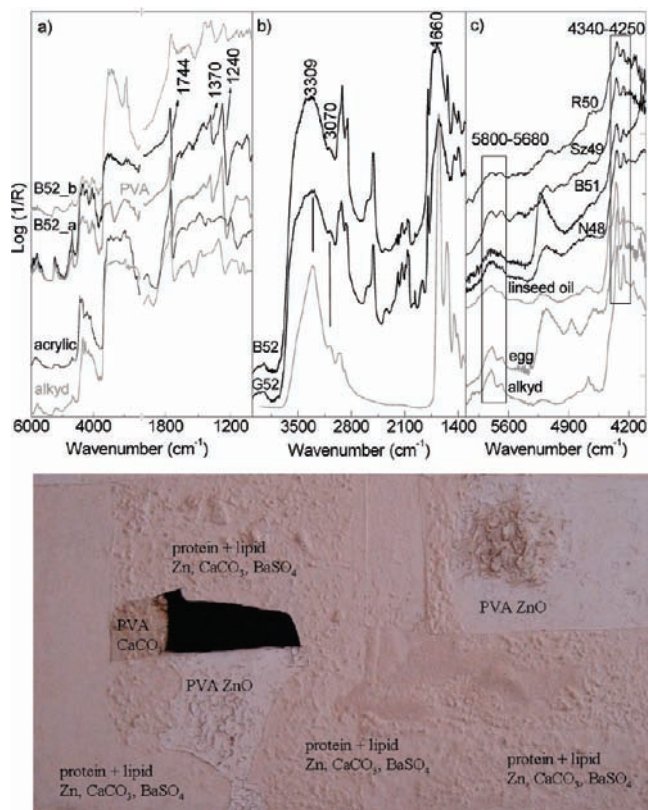 a)
b)
c)
1744
1370
1240
3309
3070
1660
4340-4250
5800-5680
R50
Sz49
B51
N48
linseed oil
egg
alkyd
B52_b
PVA
B52_a
acrylic
alkyd
B52
G52
Log (1/R)
6000 4000 2000 1200
3500 2800 2100 1400
5600 4900 4200
Wavenumber (cm⁻¹)
Wavenumber (cm⁻¹)
Wavenumber (cm⁻¹)
protein + lipid
Zn, CaCO₃, BaSO₄
PVA
CaCO₃
PVA ZnO
PVA ZnO
protein + lipid
Zn, CaCO₃, BaSO₄
protein + lipid
Zn, CaCO₃, BaSO₄
protein + lipid
Zn, CaCO₃, BaSO₄